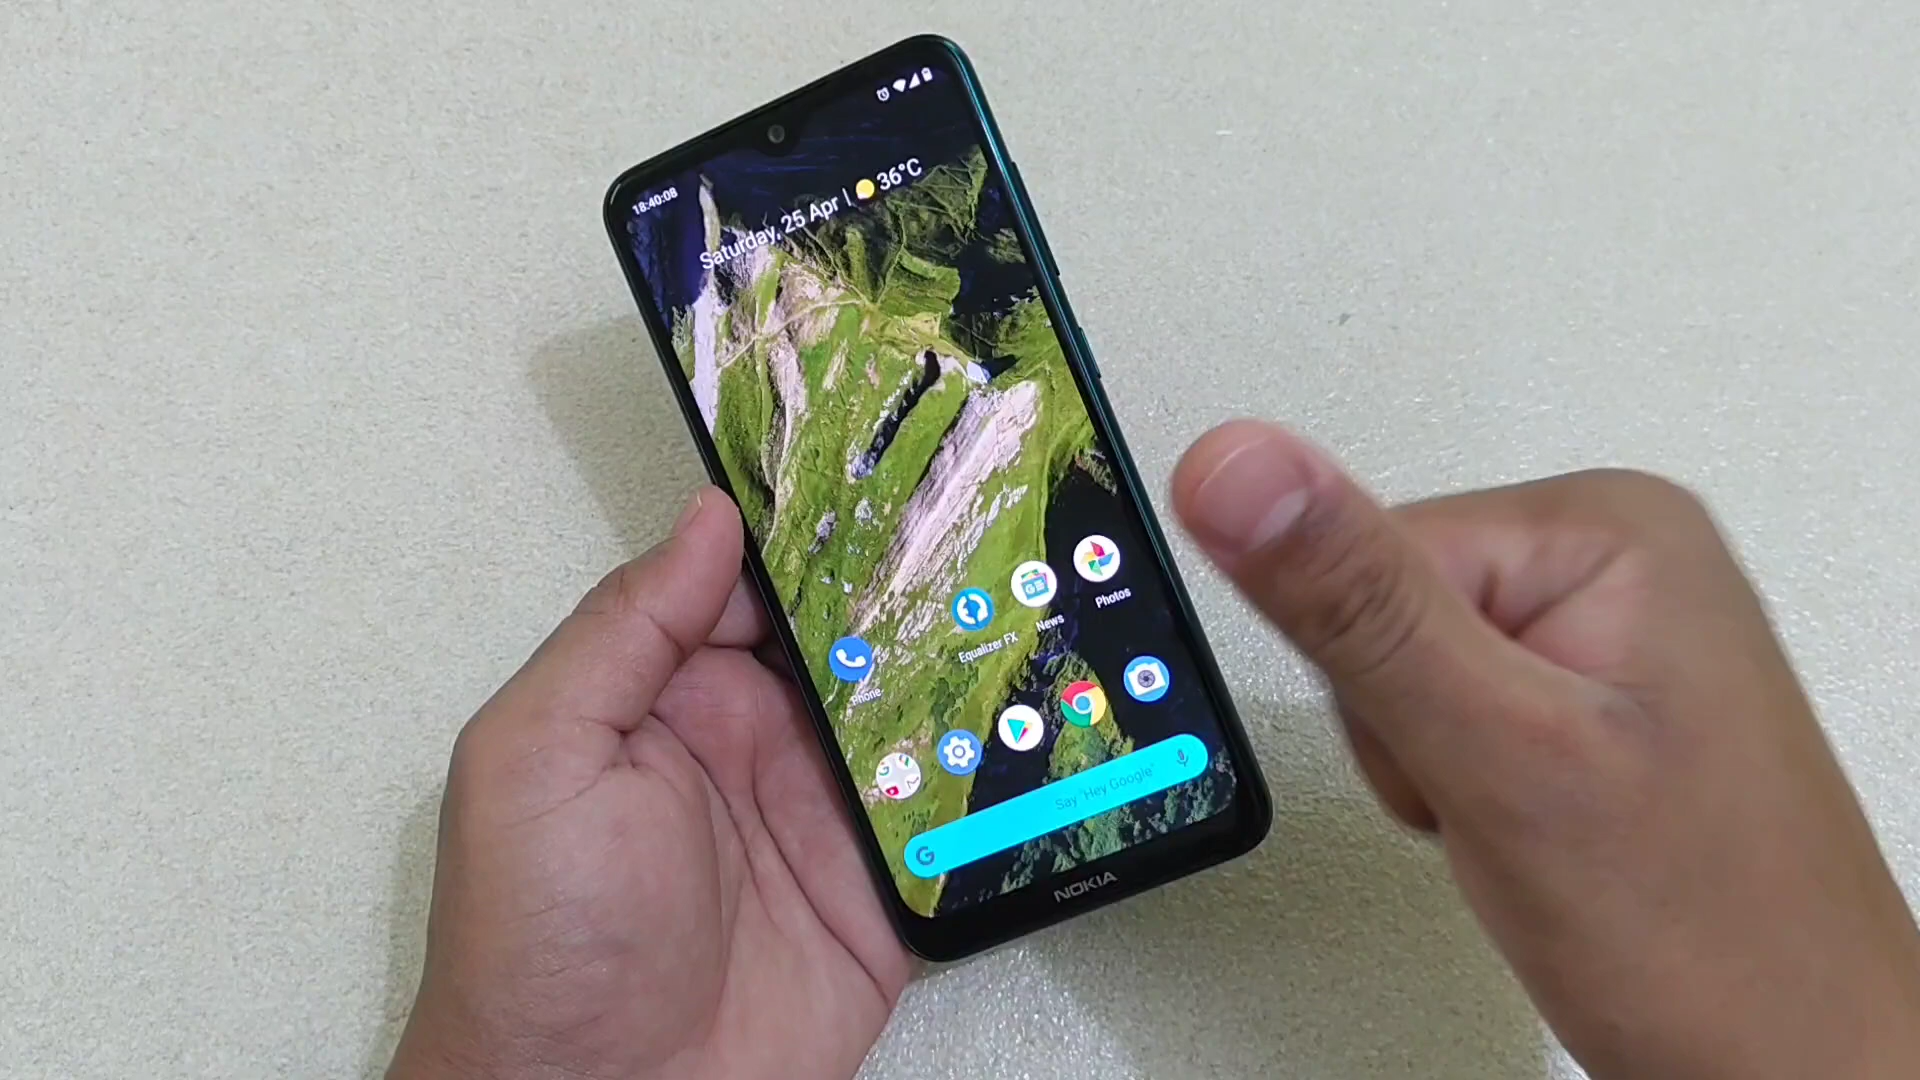 18:40:08
Saturday, 25 Apr | 36°C
Phone
Equalizer FX
News
Photos
G Say "Hey Google"
NOKIA